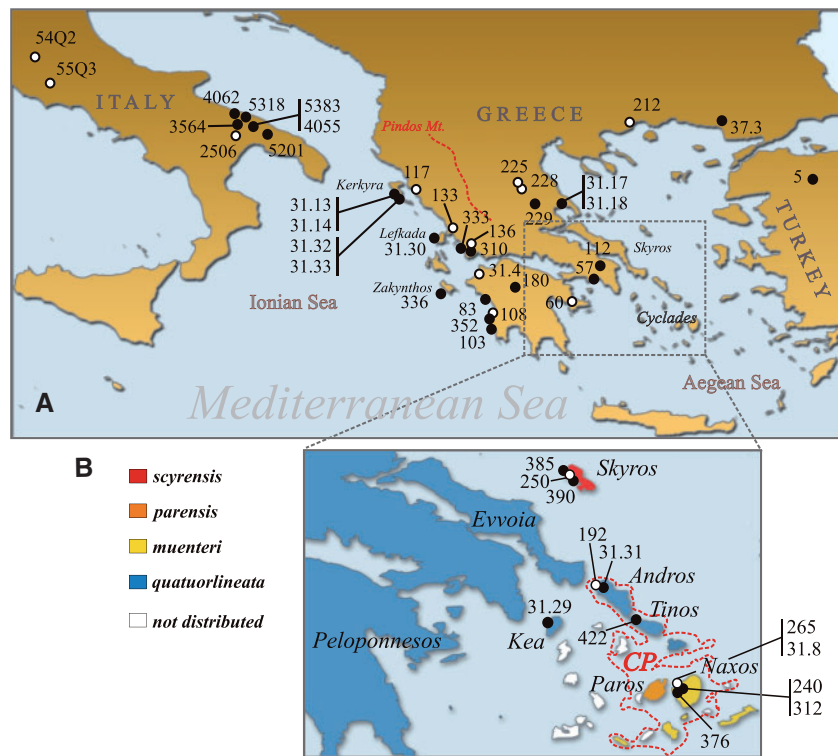 54Q2
55Q3
ITALY
4062
5318
5383
4055
3564
2506
5201
GREECE
212
37.3
5
TURKEY
Pindos Mt.
117
225
228
229
31.17
31.18
Kerkyra
31.13
31.14
31.32
31.33
133
333
136
310
Lefkada
31.30
112
Skyros
57
31.4
180
Zakynthos
336
83
108
352
103
60
Cyclades
Ionian Sea
Aegean Sea
Mediterranean Sea
A
B
scyrensis
parensis
muenteri
quatuorlineata
not distributed
385
250
390
Skyros
Evvoia
192
31.31
Andros
31.29
Tinos
Kea
422
Peloponnesos
CP
265
31.8
Naxos
Paros
240
312
376